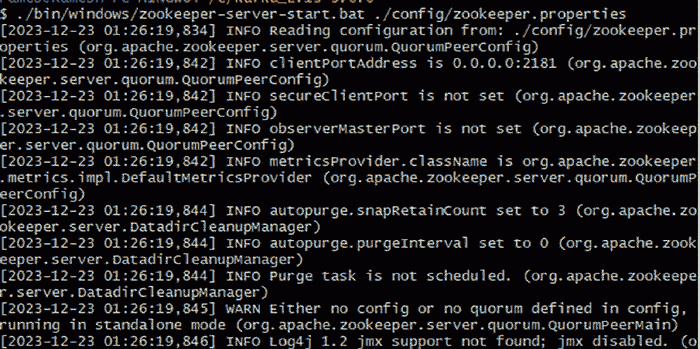 $ ./bin/windows/zookeeper-server-start.bat ./config/zookeeper.properties
[2023-12-23 01:26:19,834] INFO Reading configuration from: ./config/zookeeper.pr
operties (org.apache.zookeeper.server.quorum.QuorumPeerConfig)
[2023-12-23 01:26:19,842] INFO clientPortAddress is 0.0.0.0:2181 (org.apache.zoo
keeper.server.quorum.QuorumPeerConfig)
[2023-12-23 01:26:19,842] INFO secureClientPort is not set (org.apache.zookeeper
.server.quorum.QuorumPeerConfig)
[2023-12-23 01:26:19,842] INFO observerMasterPort is not set (org.apache.zookeep
er.server.quorum.QuorumPeerConfig)
[2023-12-23 01:26:19,842] INFO metricsProvider.className is org.apache.zookeeper
.metrics.impl.DefaultMetricsProvider (org.apache.zookeeper.server.quorum.QuorumP
eerConfig)
[2023-12-23 01:26:19,844] INFO autopurge.snapRetainCount set to 3 (org.apache.zo
okeeper.server.DatadirCleanupManager)
[2023-12-23 01:26:19,844] INFO autopurge.purgeInterval set to 0 (org.apache.zook
eeper.server.DatadirCleanupManager)
[2023-12-23 01:26:19,844] INFO Purge task is not scheduled. (org.apache.zookeepe
r.server.DatadirCleanupManager)
[2023-12-23 01:26:19,845] WARN Either no config or no quorum defined in config,
running in standalone mode (org.apache.zookeeper.server.quorum.QuorumPeerMain)
[2023-12-23 01:26:19,846] INFO Log4j 1.2 jmx support not found; jmx disabled. (o